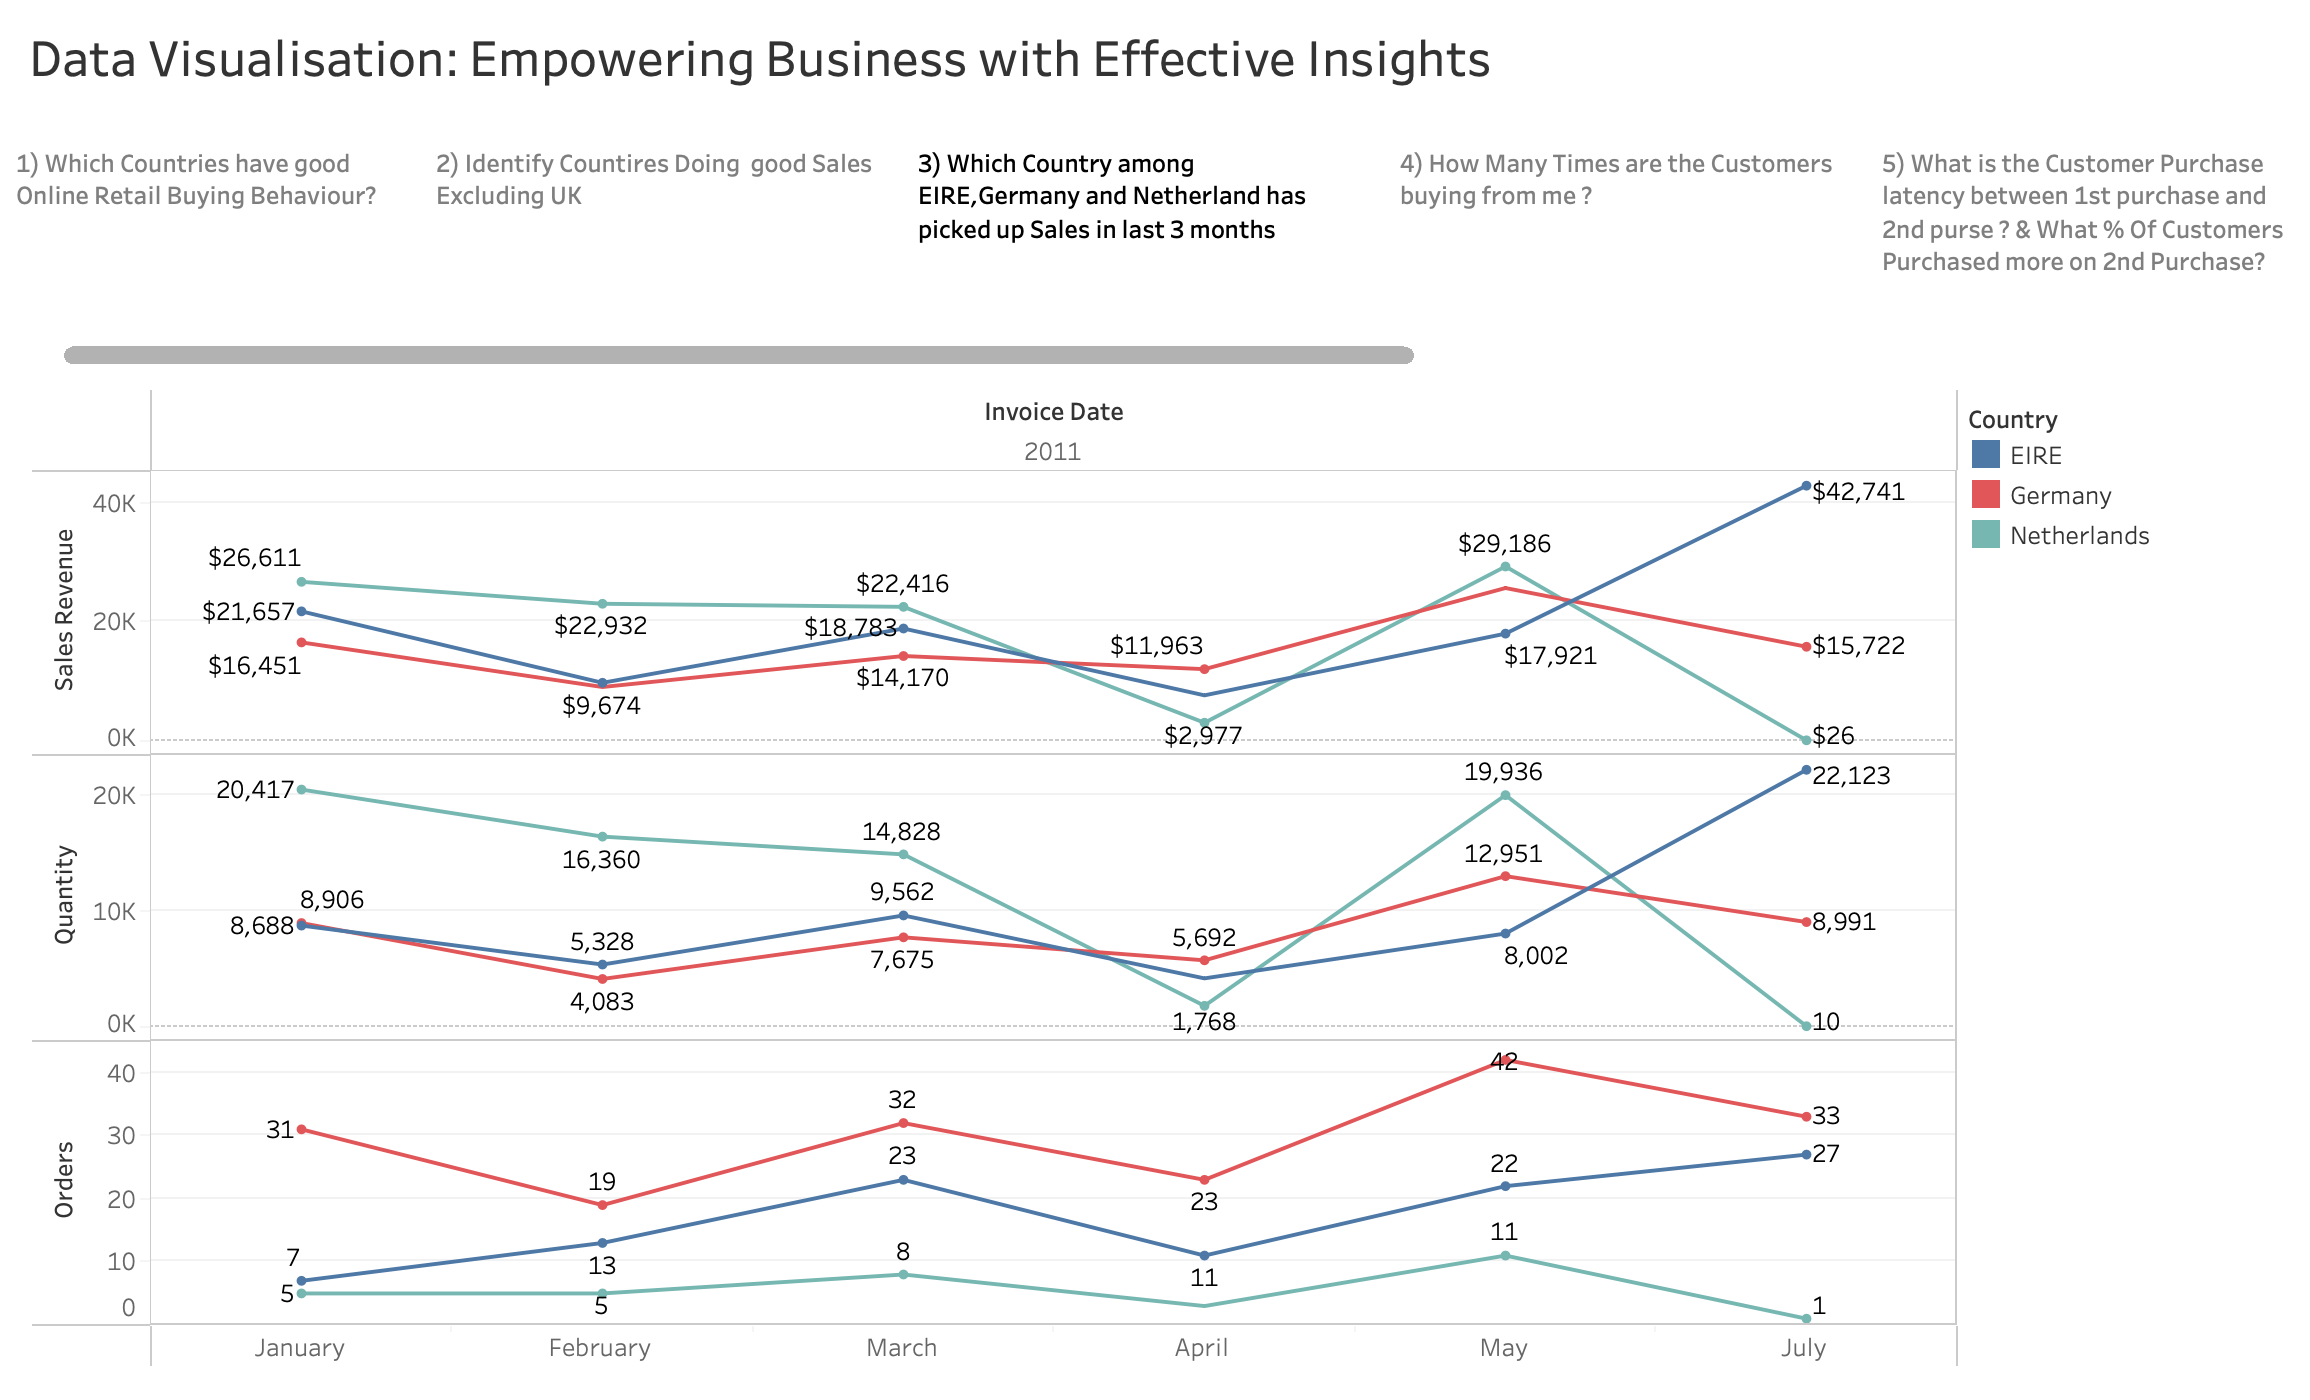 Data Visualisation: Empowering Business with Effective Insights
1) Which Countries have good
Online Retail Buying Behaviour?
2) Identify Countires Doing  good Sales
Excluding UK
3) Which Country among
EIRE,Germany and Netherland has
picked up Sales in last 3 months
4) How Many Times are the Customers
buying from me ?
5) What is the Customer Purchase
latency between 1st purchase and
2nd purse ? & What % Of Customers
Purchased more on 2nd Purchase?
Invoice Date
2011
Country
EIRE
Germany
Netherlands
Sales Revenue
40K
20K
0K
$26,611
$21,657
$16,451
$22,932
$9,674
$22,416
$18,783
$14,170
$11,963
$2,977
$29,186
$17,921
$42,741
$15,722
$26
Quantity
20K
10K
0K
20,417
8,906
8,688
16,360
5,328
4,083
14,828
9,562
7,675
5,692
1,768
19,936
12,951
8,002
22,123
8,991
10
Orders
40
30
20
10
0
31
7
5
19
13
5
32
23
8
23
11
42
22
11
33
27
1
January
February
March
April
May
July